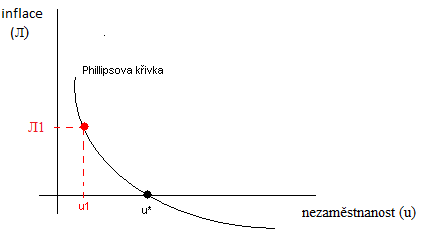 inflace
(Л)
Phillipsova křivka
Л1
u1
u*
nezaměstnanost (u)